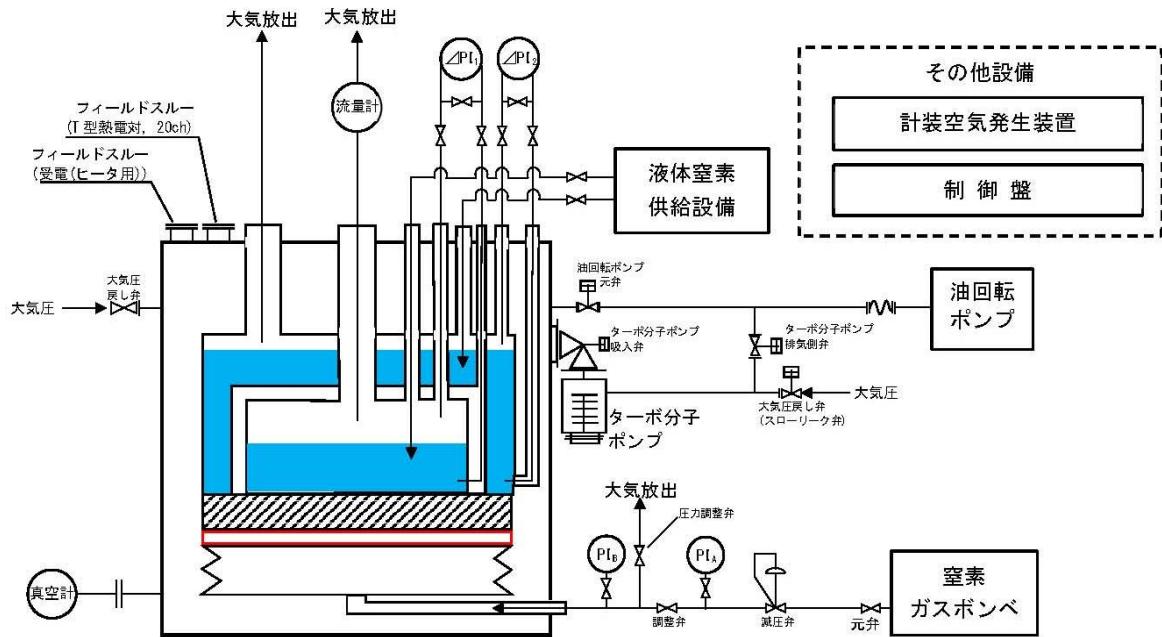 大気放出
大気放出
⊿PI₁
⊿PI₂
流量計
フィールドスルー
(T型熱電対, 20ch)
フィールドスルー
(受電(ヒータ用))
液体窒素
供給設備
その他設備
計装空気発生装置
制御盤
大気圧
大気圧
戻し弁
油回転ポンプ
元弁
油回転
ポンプ
ターボ分子ポンプ
吸入弁
ターボ分子ポンプ
排気側弁
大気圧
大気圧戻し弁
(スローリーク弁)
ターボ分子
ポンプ
大気放出
圧力調整弁
PIB
PIA
真空計
調整弁
減圧弁
元弁
窒素
ガスボンベ